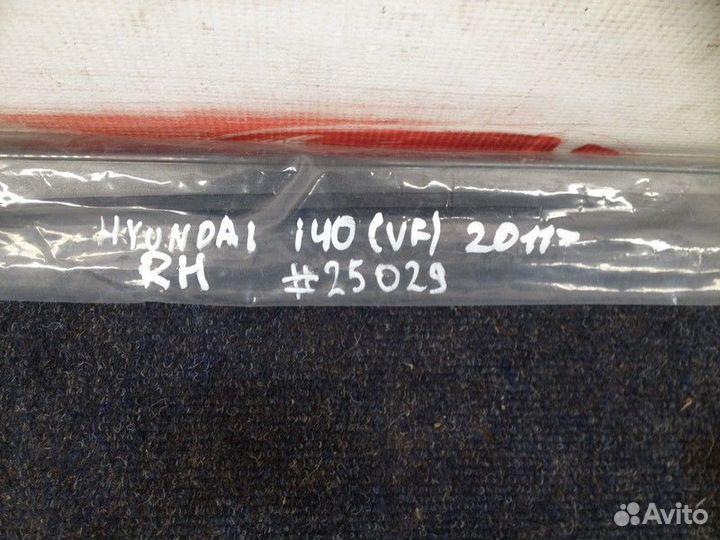 HYUNDAI i40 (VF) 2011>
RH #25029
Avito